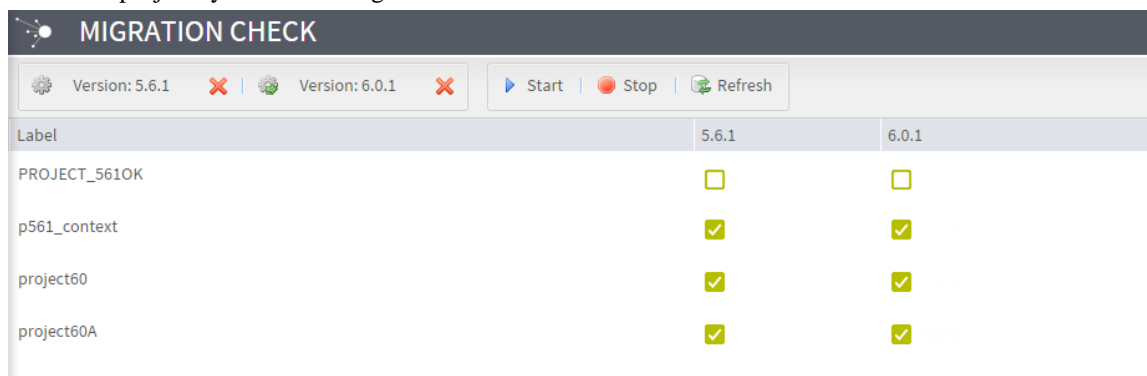 MIGRATION CHECK
Version: 5.6.1 Version: 6.0.1 Start Stop Refresh
Label 5.6.1 6.0.1
PROJECT_561OK
p561_context
project60
project60A